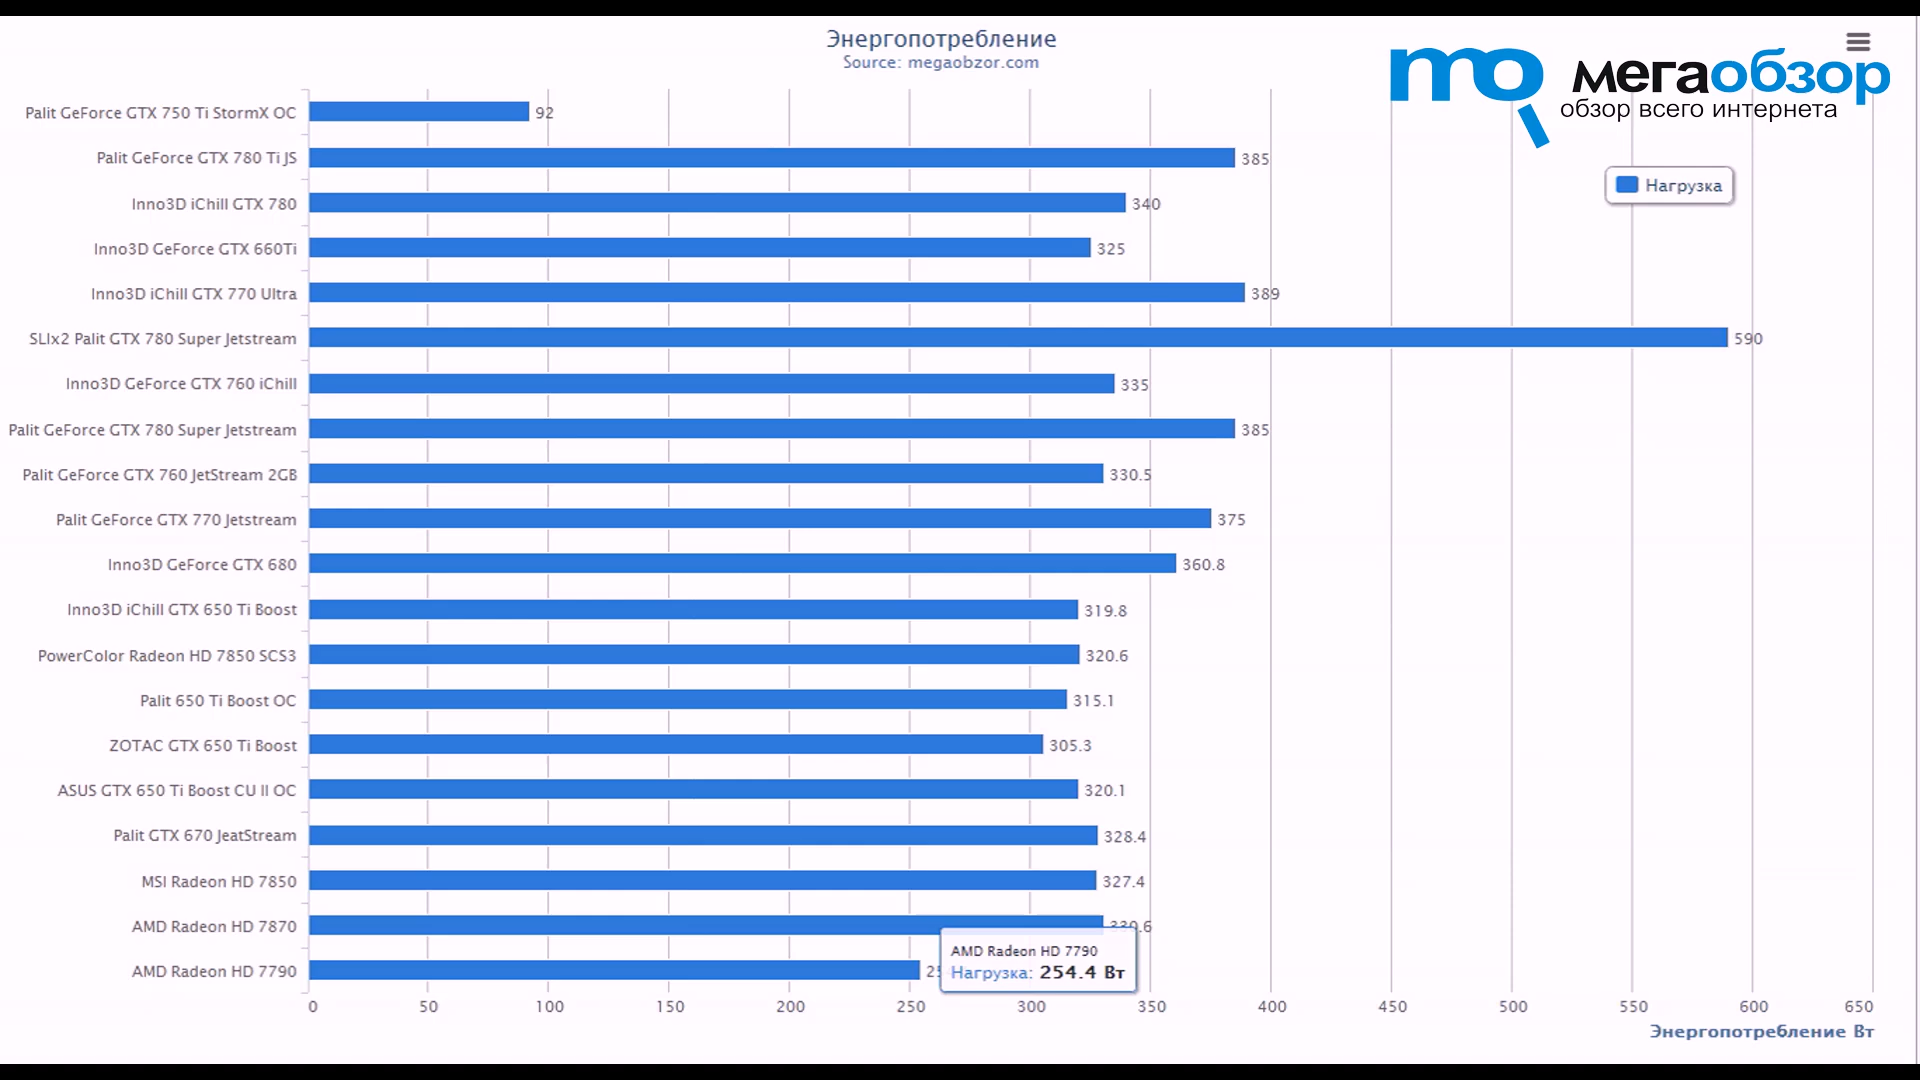 Энергопотребление
Source: megaobzor.com
mo мегаобзор
обзор всего интернета
Нагрузка
Palit GeForce GTX 750 Ti StormX OC 92
Palit GeForce GTX 780 Ti JS 385
Inno3D iChill GTX 780 340
Inno3D GeForce GTX 660Ti 325
Inno3D iChill GTX 770 Ultra 389
SLIx2 Palit GTX 780 Super Jetstream 590
Inno3D GeForce GTX 760 iChill 335
Palit GeForce GTX 780 Super Jetstream 385
Palit GeForce GTX 760 JetStream 2GB 330.5
Palit GeForce GTX 770 Jetstream 375
Inno3D GeForce GTX 680 360.8
Inno3D iChill GTX 650 Ti Boost 319.8
PowerColor Radeon HD 7850 SCS3 320.6
Palit 650 Ti Boost OC 315.1
ZOTAC GTX 650 Ti Boost 305.3
ASUS GTX 650 Ti Boost CU II OC 320.1
Palit GTX 670 JeatStream 328.4
MSI Radeon HD 7850 327.4
AMD Radeon HD 7870 330.6
AMD Radeon HD 7790
AMD Radeon HD 7790
Нагрузка: 254.4 Вт
0 50 100 150 200 250 300 350 400 450 500 550 600 650
Энергопотребление Вт